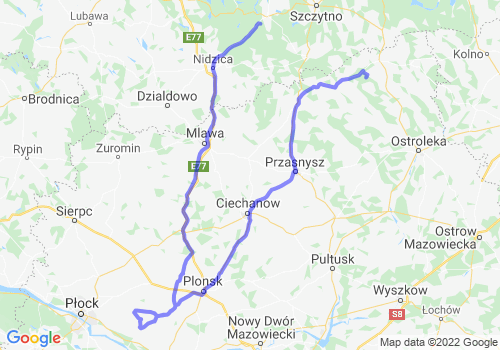 Lubawa
Szczytno
E77
Nidzica
Kolno
Brodnica
Działdowo
Mlawa
Ostroleka
Rypin
Zuromin
E77
Przasnysz
Sierpc
Ciechanow
Ostrow
Mazowiecka
Pultusk
Plonsk
Wyszkow
Płock
S8
Łochów
Nowy Dwór
Mazowiecki
Google
Map data ©2022 Google